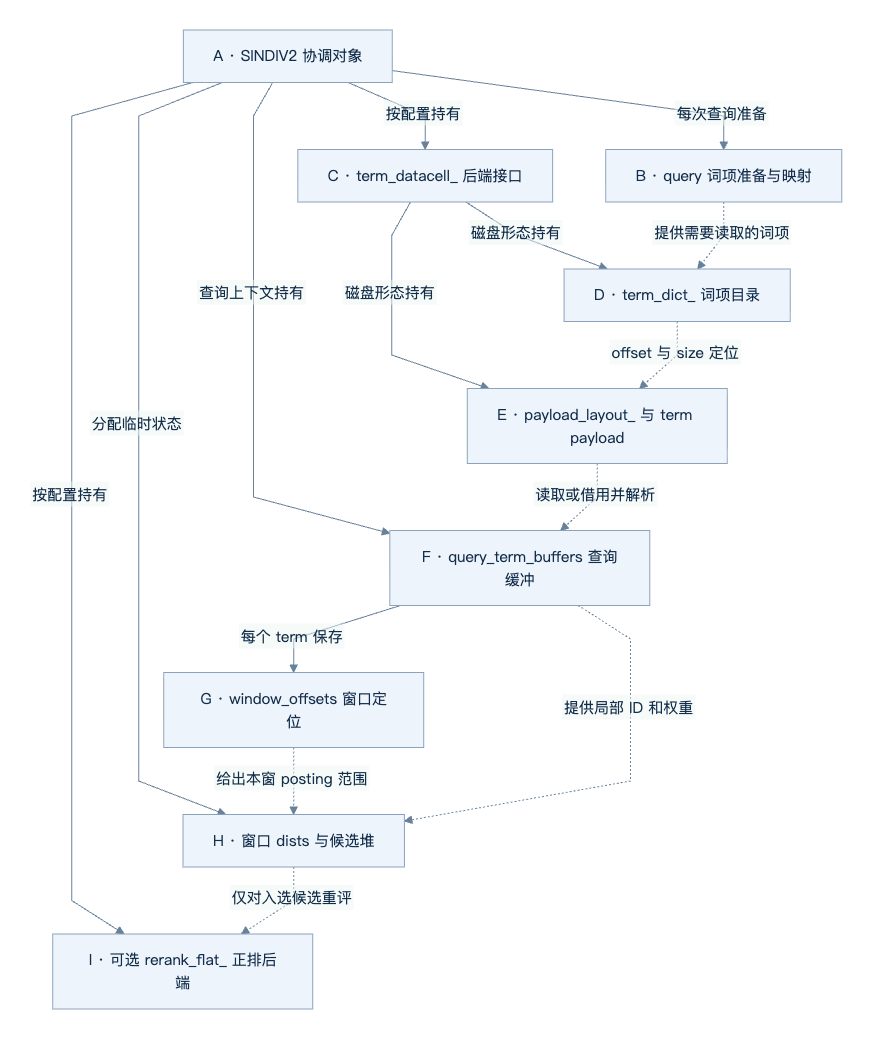 A · SINDIV2 协调对象
按配置持有
每次查询准备
C · term_datacell_ 后端接口
B · query 词项准备与映射
磁盘形态持有
提供需要读取的词项
查询上下文持有
磁盘形态持有
D · term_dict_ 词项目录
offset 与 size 定位
E · payload_layout_ 与 term
payload
分配临时状态
按配置持有
读取或借用并解析
F · query_term_buffers 查询
缓冲
每个 term 保存
G · window_offsets 窗口定
位
提供局部 ID 和权重
给出本窗 posting 范围
H · 窗口 dists 与候选堆
仅对入选候选重评
I · 可选 rerank_flat_ 正排后
端